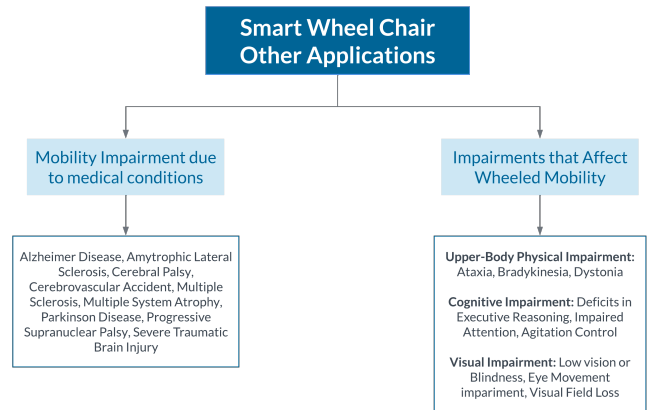 Smart Wheel Chair
Other Applications
Mobility Impairment due
to medical conditions
Impairments that Affect
Wheeled Mobility
Alzheimer Disease, Amytrophic Lateral
Sclerosis, Cerebral Palsy,
Cerebrovascular Accident, Multiple
Sclerosis, Multiple System Atrophy,
Parkinson Disease, Progressive
Supranuclear Palsy, Severe Traumatic
Brain Injury
Upper-Body Physical Impairment:
Ataxia, Bradykinesia, Dystonia
Cognitive Impairment: Deficits in
Executive Reasoning, Impaired
Attention, Agitation Control
Visual Impairment: Low vision or
Blindness, Eye Movement
impariment, Visual Field Loss